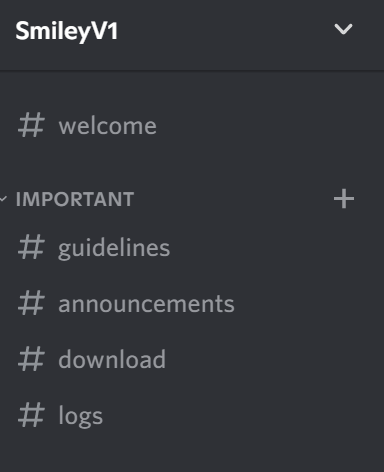 SmileyV1
# welcome
IMPORTANT
# guidelines
# announcements
# download
# logs